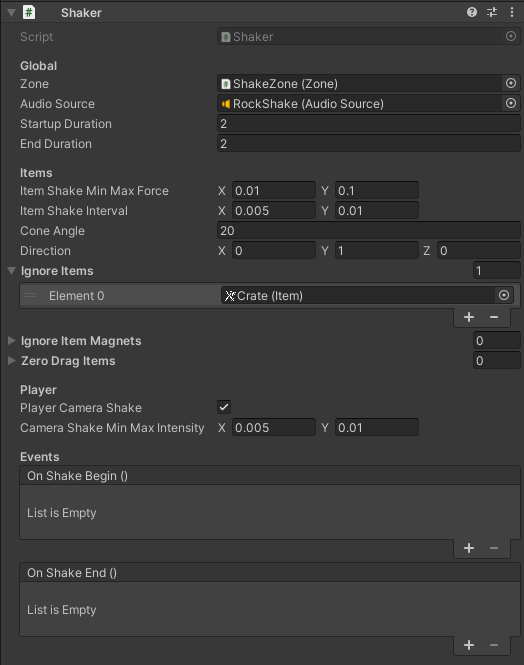 Shaker
Script Shaker
Global
Zone ShakeZone (Zone)
Audio Source RockShake (Audio Source)
Startup Duration 2
End Duration 2
Items
Item Shake Min Max Force X 0.01 Y 0.1
Item Shake Interval X 0.005 Y 0.01
Cone Angle 20
Direction X 0 Y 1 Z 0
Ignore Items 1
Element 0 Crate (Item)
Ignore Item Magnets 0
Zero Drag Items 0
Player
Player Camera Shake
Camera Shake Min Max Intensity X 0.005 Y 0.01
Events
On Shake Begin ()
List is Empty
On Shake End ()
List is Empty